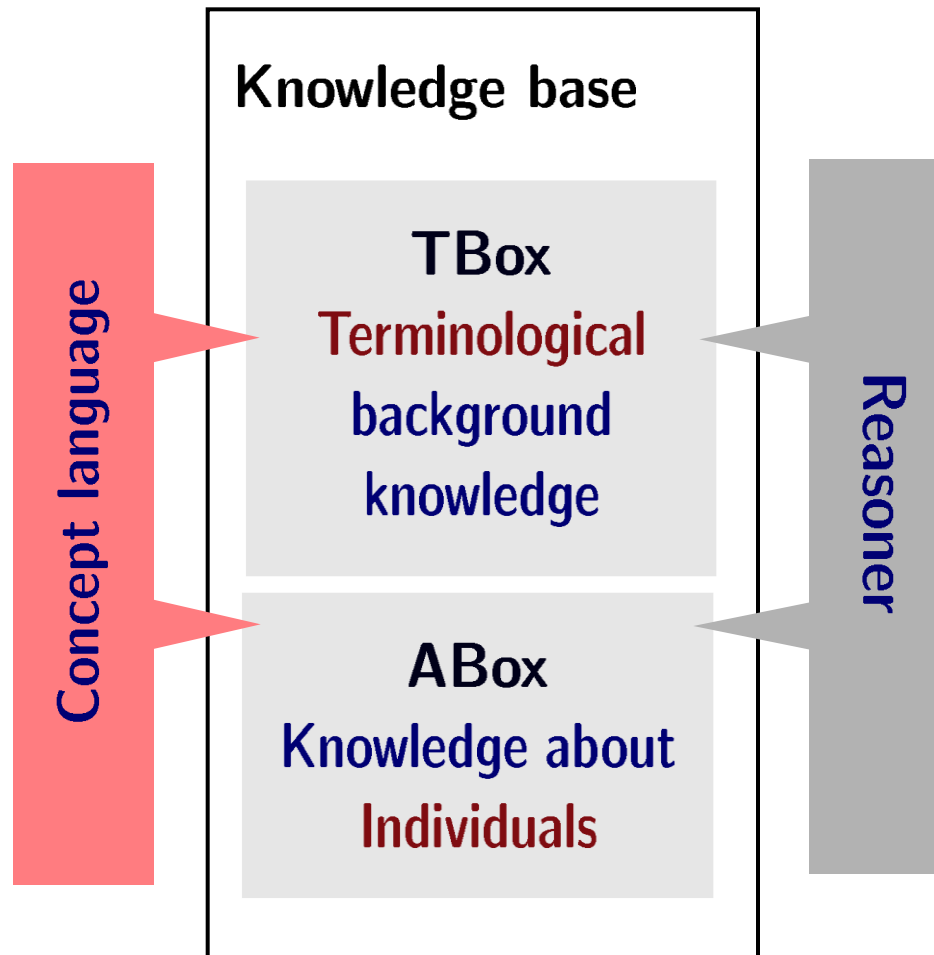 Knowledge base
Concept language
TBox
Terminological
background
knowledge
ABox
Knowledge about
Individuals
Reasoner